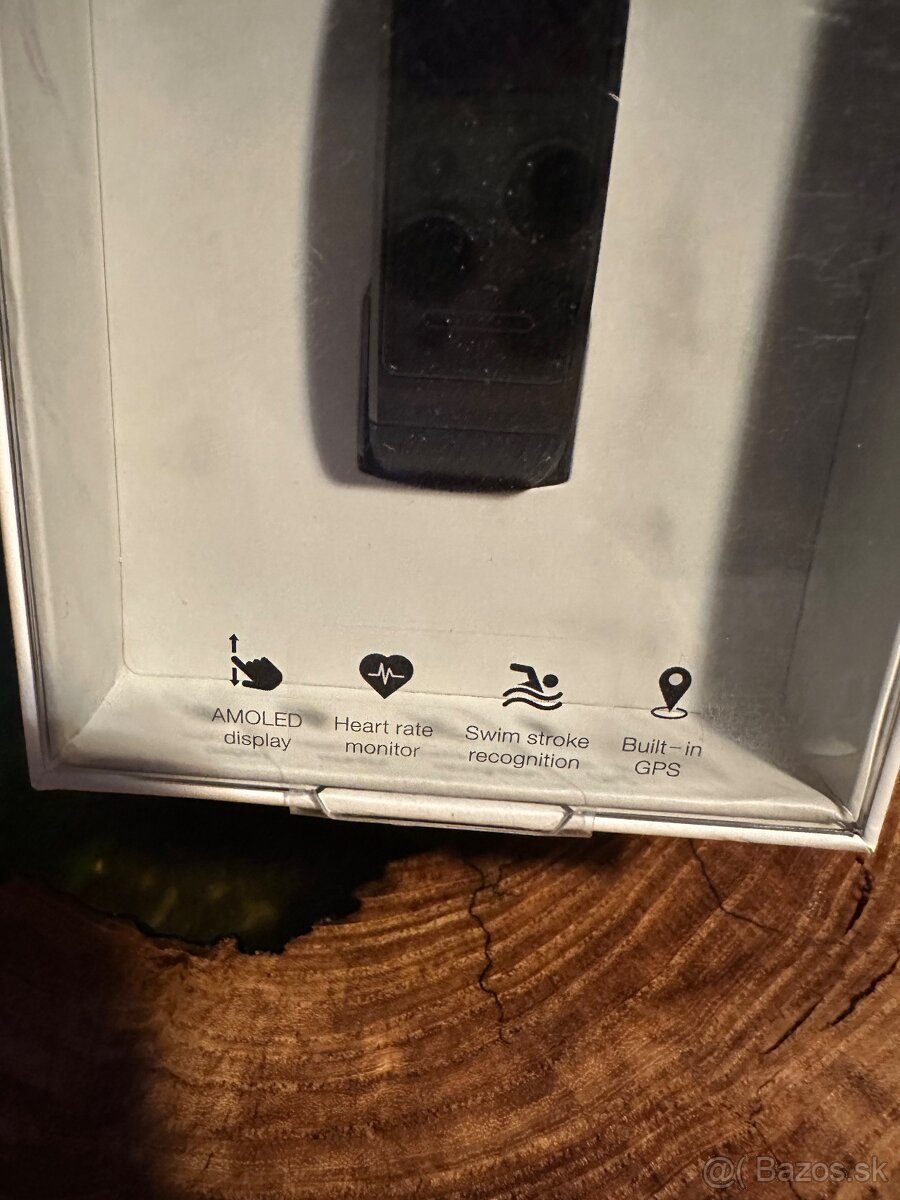 AMOLED
display
Heart rate
monitor
Swim stroke
recognition
Built-in
GPS
@( Bazos.sk